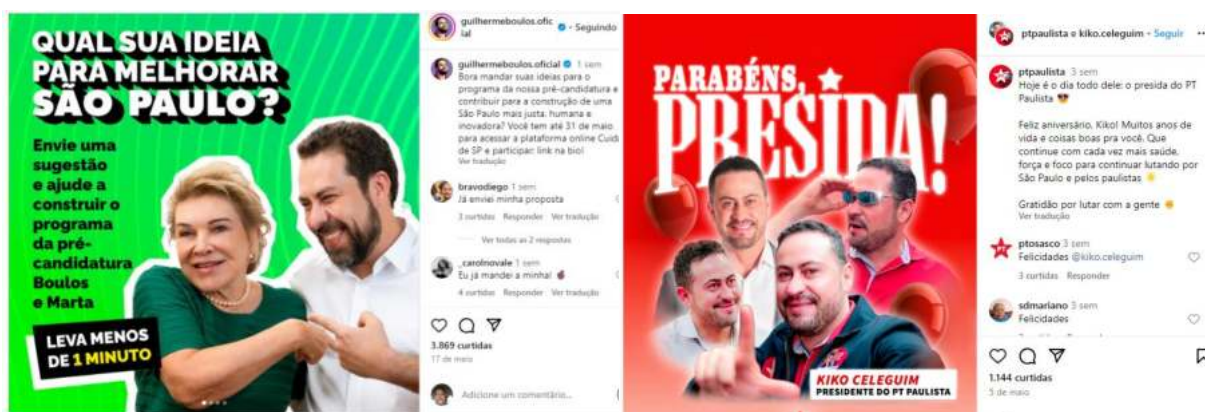 QUAL SUA IDEIA
PARA MELHORAR
SÃO PAULO?
Envie uma
sugestão
e ajude a
construir o
programa
da pré-
candidatura
Boulos
e Marta
LEVA MENOS
DE 1 MINUTO
guilhermeboulos.ofic
ial • Seguindo
guilhermeboulos.oficial 1 sem
Bora mandar suas ideias para o
programa da nossa pré-candidatura e
contribuir para a construção de uma
São Paulo mais justa, humana e
inovadora? Você tem até 31 de maio
para acessar a plataforma online Cuid
de SP e participar: link na bio!
Ver tradução
bravodiego 1 sem
Já enviei minha proposta
3 curtidas Responder Ver tradução
Ver todas as 2 respostas
_carolnovale 1 sem
Eu já mandei a minha!
4 curtidas Responder Ver tradução
3.869 curtidas
17 de maio
Adicione um comentário...
PARABÉNS,
PRESIDA!
KIKO CELEGUIM
PRESIDENTE DO PT PAULISTA
ptpaulista e kiko.celeguim • Seguir
ptpaulista 3 sem
Hoje é o dia todo dele: o presida do PT
Paulista
Feliz aniversário, Kiko! Muitos anos de
vida e coisas boas pra você. Que
continue com cada vez mais saúde,
força e foco para continuar lutando por
São Paulo e pelos paulistas
Gratidão por lutar com a gente
Ver tradução
ptosasco 3 sem
Felicidades @kiko.celeguim
3 curtidas Responder
sdmariano 3 sem
Felicidades
1.144 curtidas
5 de maio